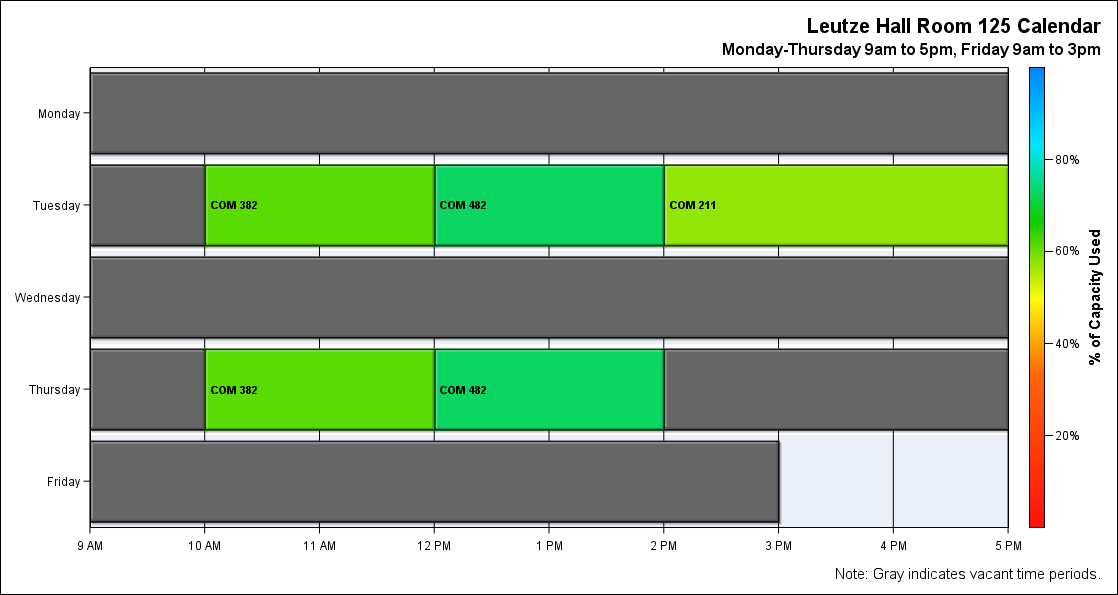 Leutze Hall Room 125 Calendar
Monday-Thursday 9am to 5pm, Friday 9am to 3pm
Monday
Tuesday
COM 382
COM 482
COM 211
Wednesday
Thursday
COM 382
COM 482
Friday
9 AM
10 AM
11 AM
12 PM
1 PM
2 PM
3 PM
4 PM
5 PM
80%
60%
40%
20%
% of Capacity Used
Note: Gray indicates vacant time periods.